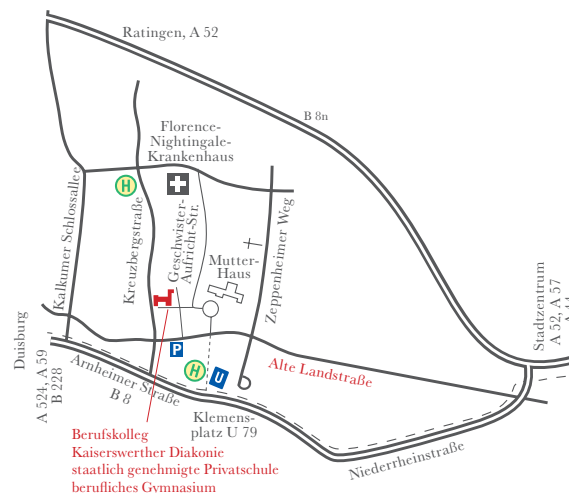 Ratingen, A 52
B 8n
Florence-
Nightingale-
Krankenhaus
H
Kalkumer Schlossallee
Kreuzbergstraße
Geschwister-
Aufricht-Str.
Mutter-
Haus
Zeppenheimer Weg
Stadtzentrum
A 52, A 57
A 44
Duisburg
A 524, A 59
B 228
P
H
U
Alte Landstraße
Arnheimer Straße
B 8
Klemens-
platz U 79
Niederrheinstraße
Berufskolleg
Kaiserswerther Diakonie
staatlich genehmigte Privatschule
berufliches Gymnasium